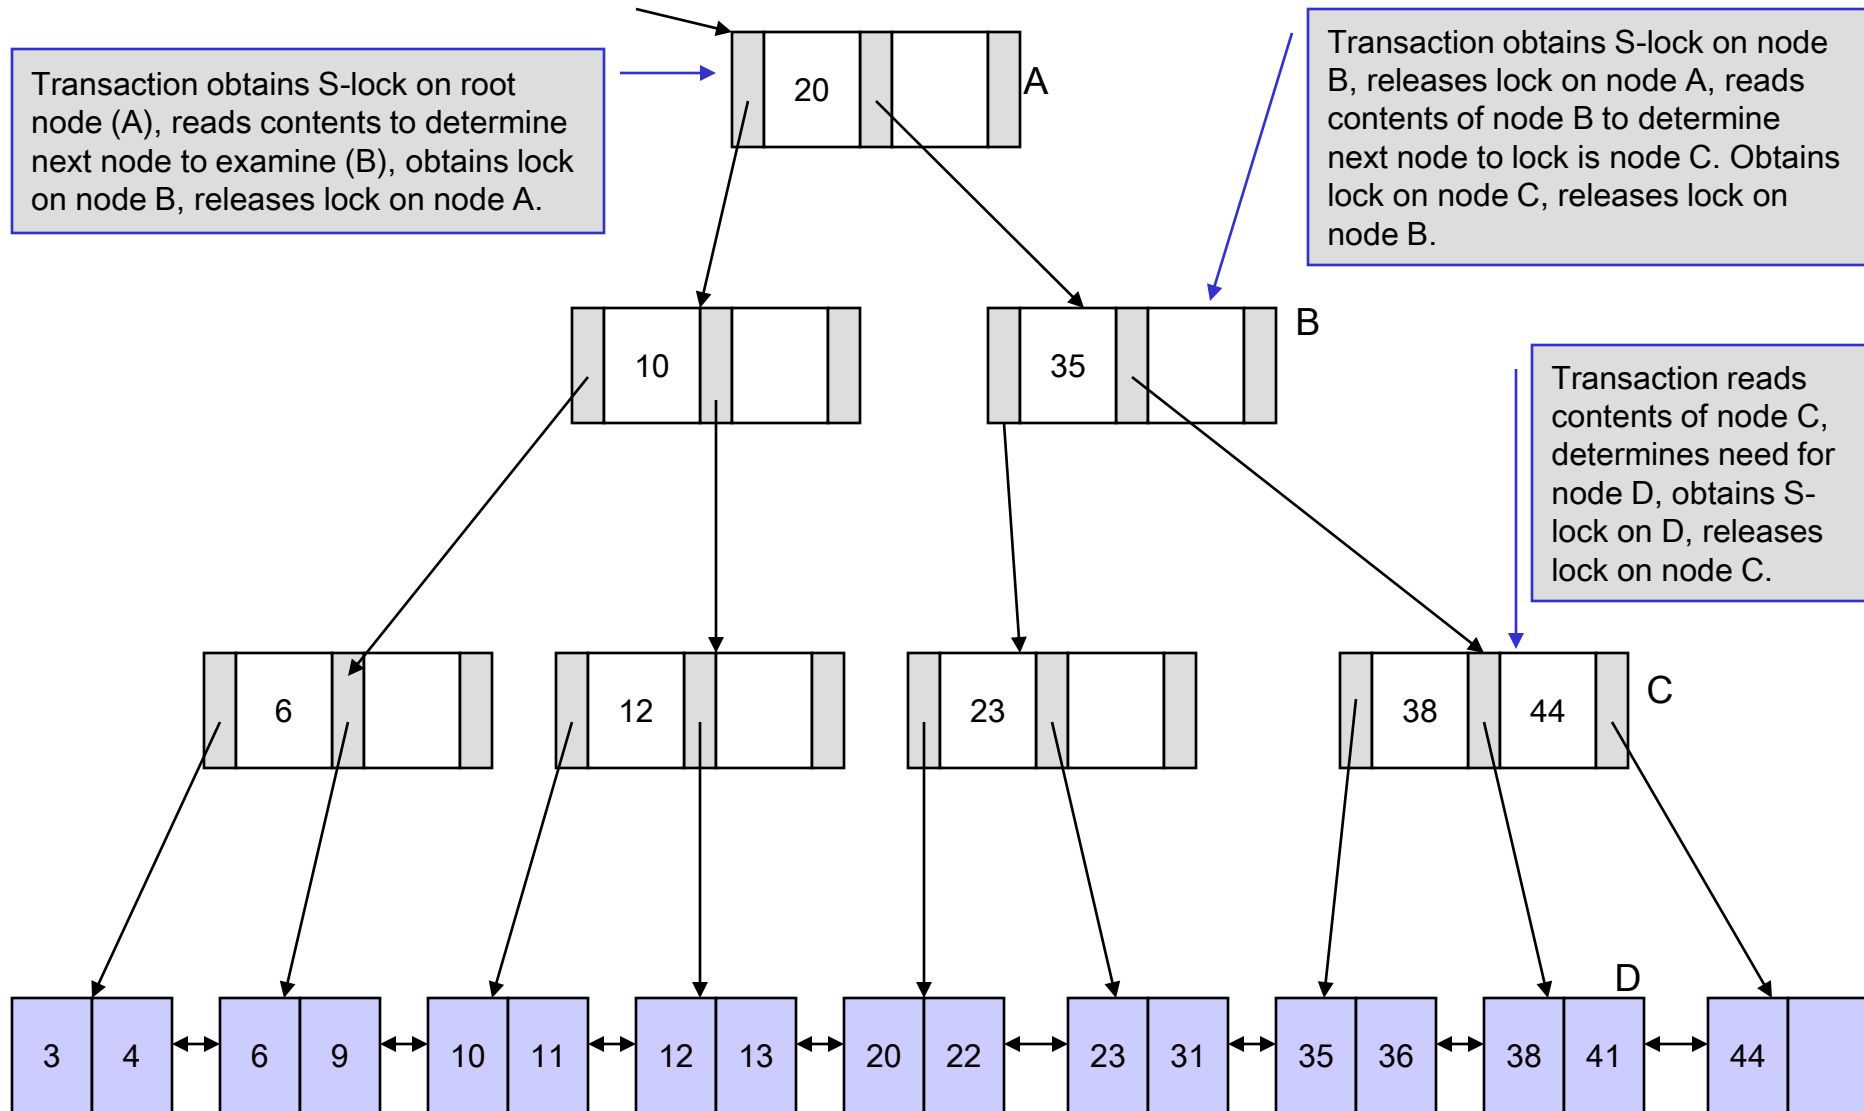 Transaction obtains S-lock on root
node (A), reads contents to determine
next node to examine (B), obtains lock
on node B, releases lock on node A.
20
A
Transaction obtains S-lock on node
B, releases lock on node A, reads
contents of node B to determine
next node to lock is node C. Obtains
lock on node C, releases lock on
node B.
10
35
B
Transaction reads
contents of node C,
determines need for
node D, obtains S-
lock on D, releases
lock on node C.
6
12
23
38 44
C
D
3 4 6 9 10 11 12 13 20 22 23 31 35 36 38 41 44